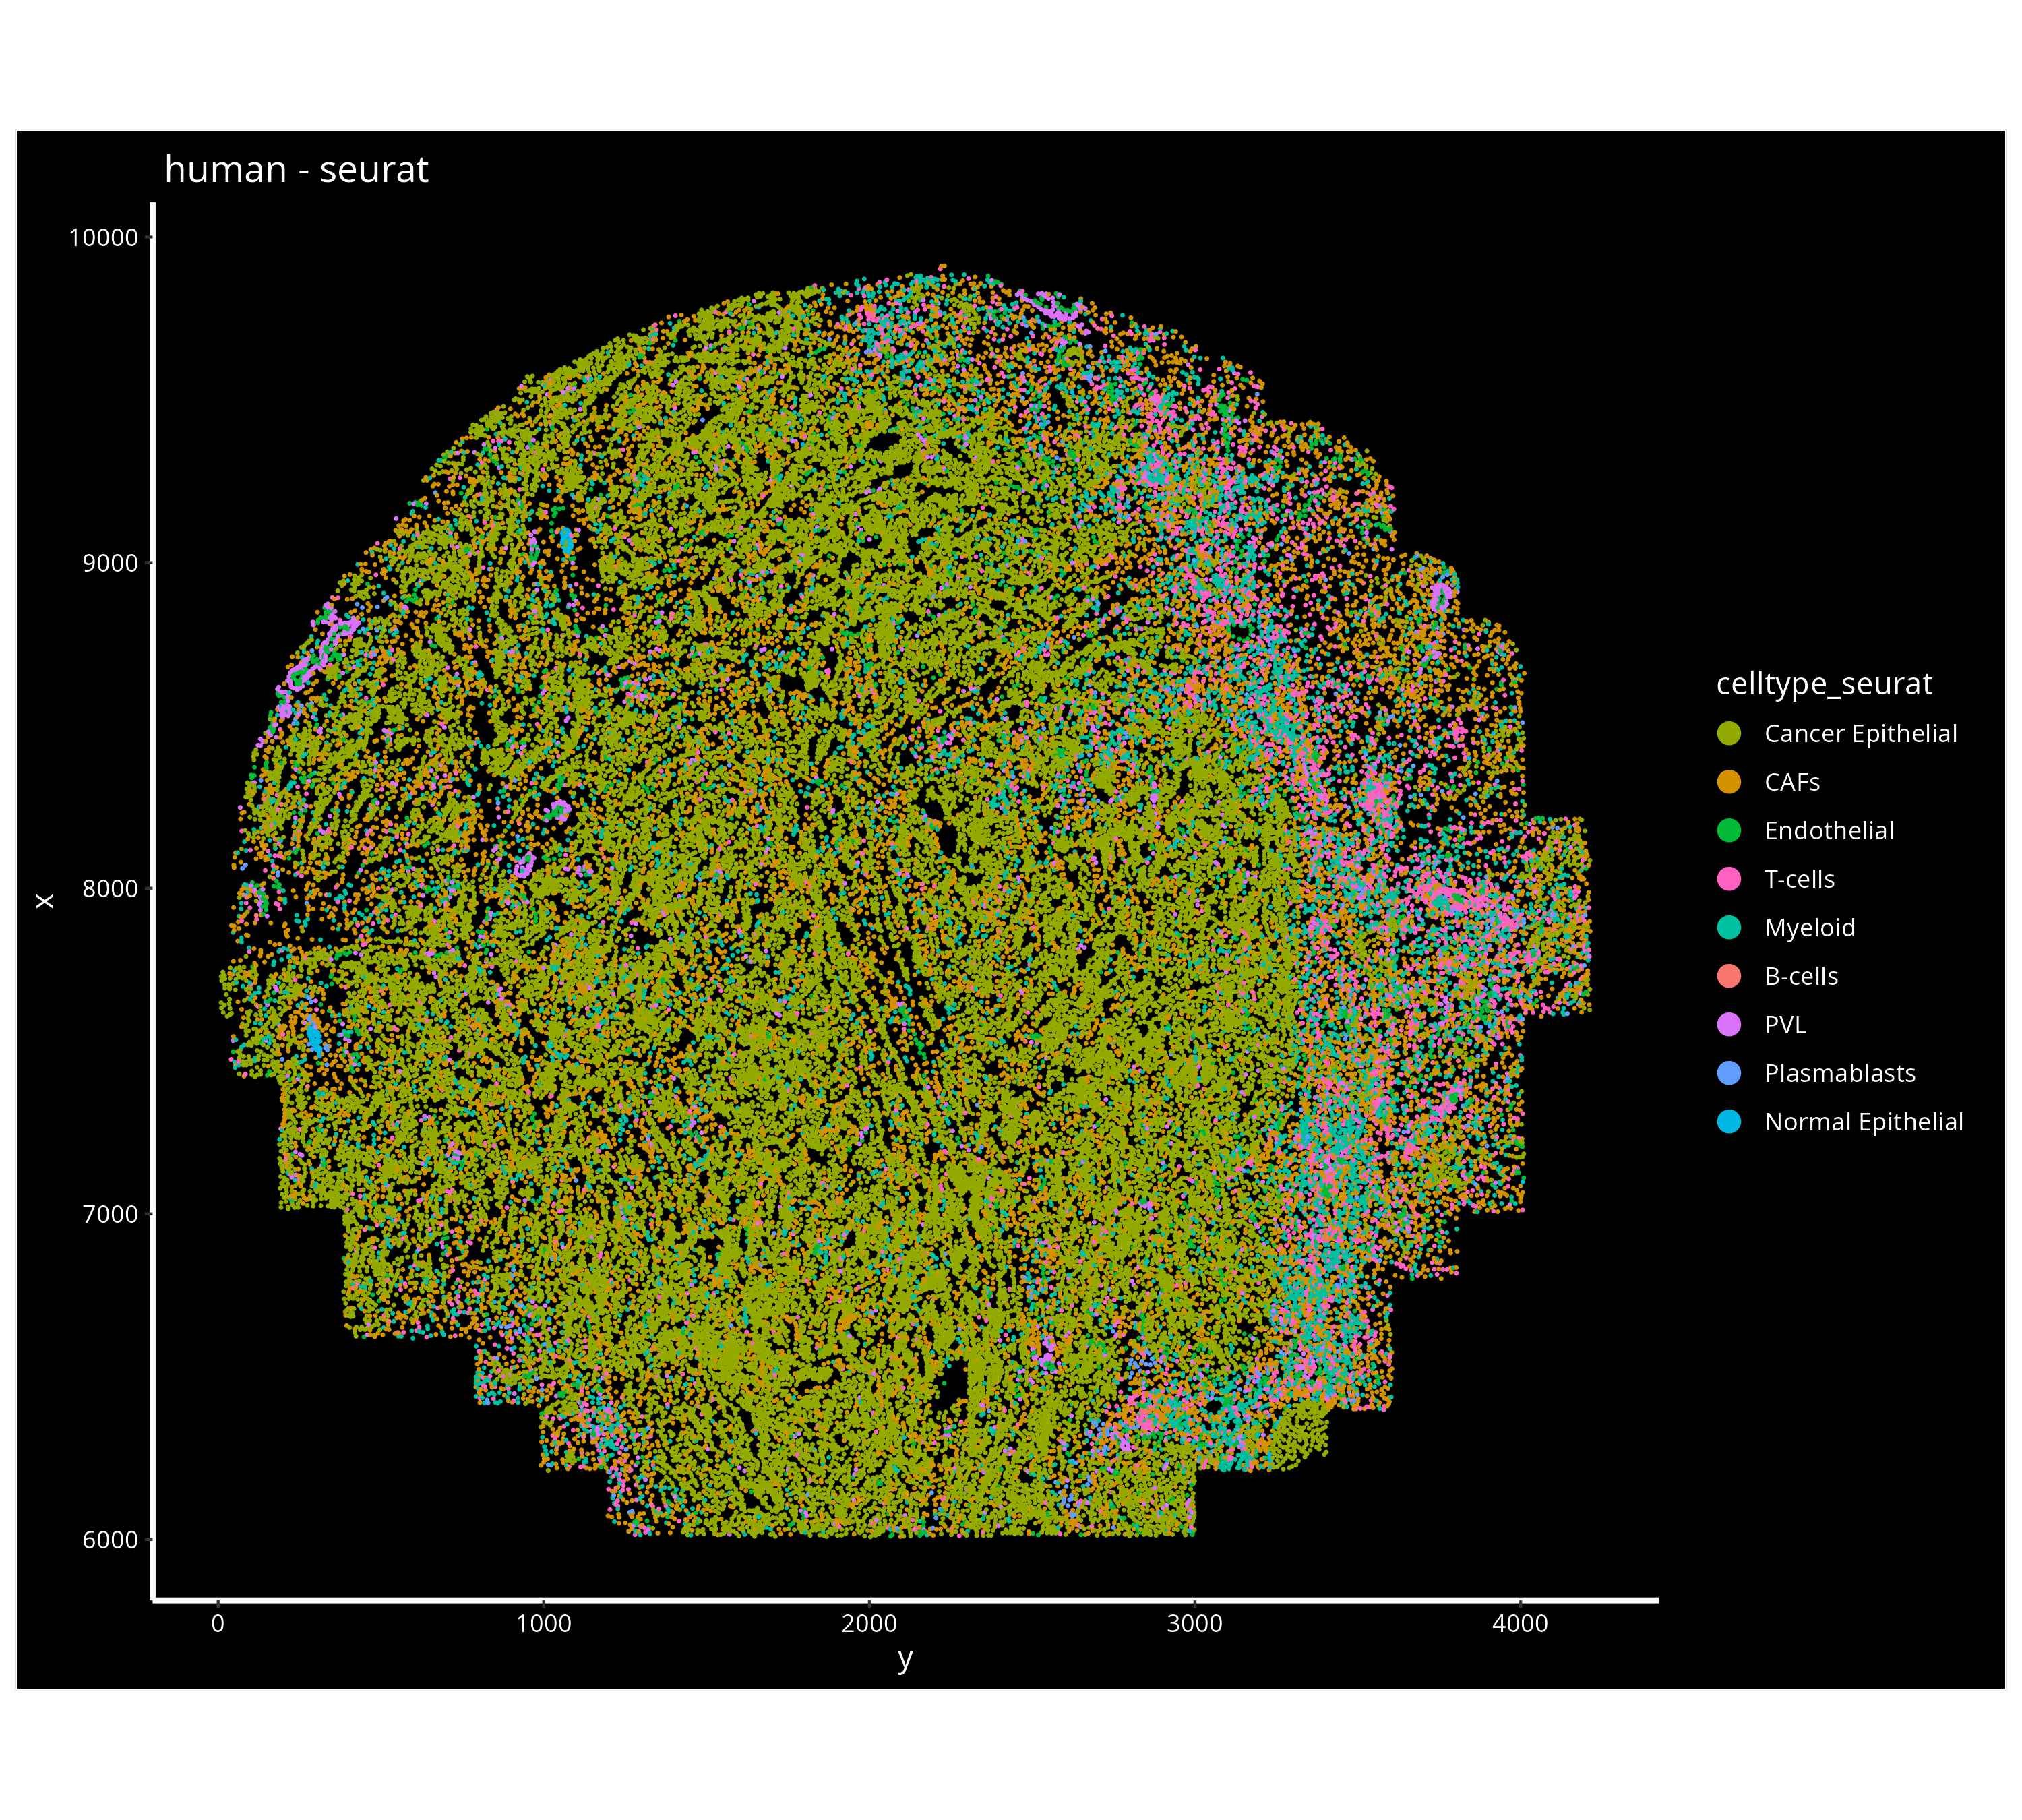 human - seurat
10000
9000
8000
7000
6000
x
0 1000 2000 3000 4000
y
celltype_seurat
Cancer Epithelial
CAFs
Endothelial
T-cells
Myeloid
B-cells
PVL
Plasmablasts
Normal Epithelial